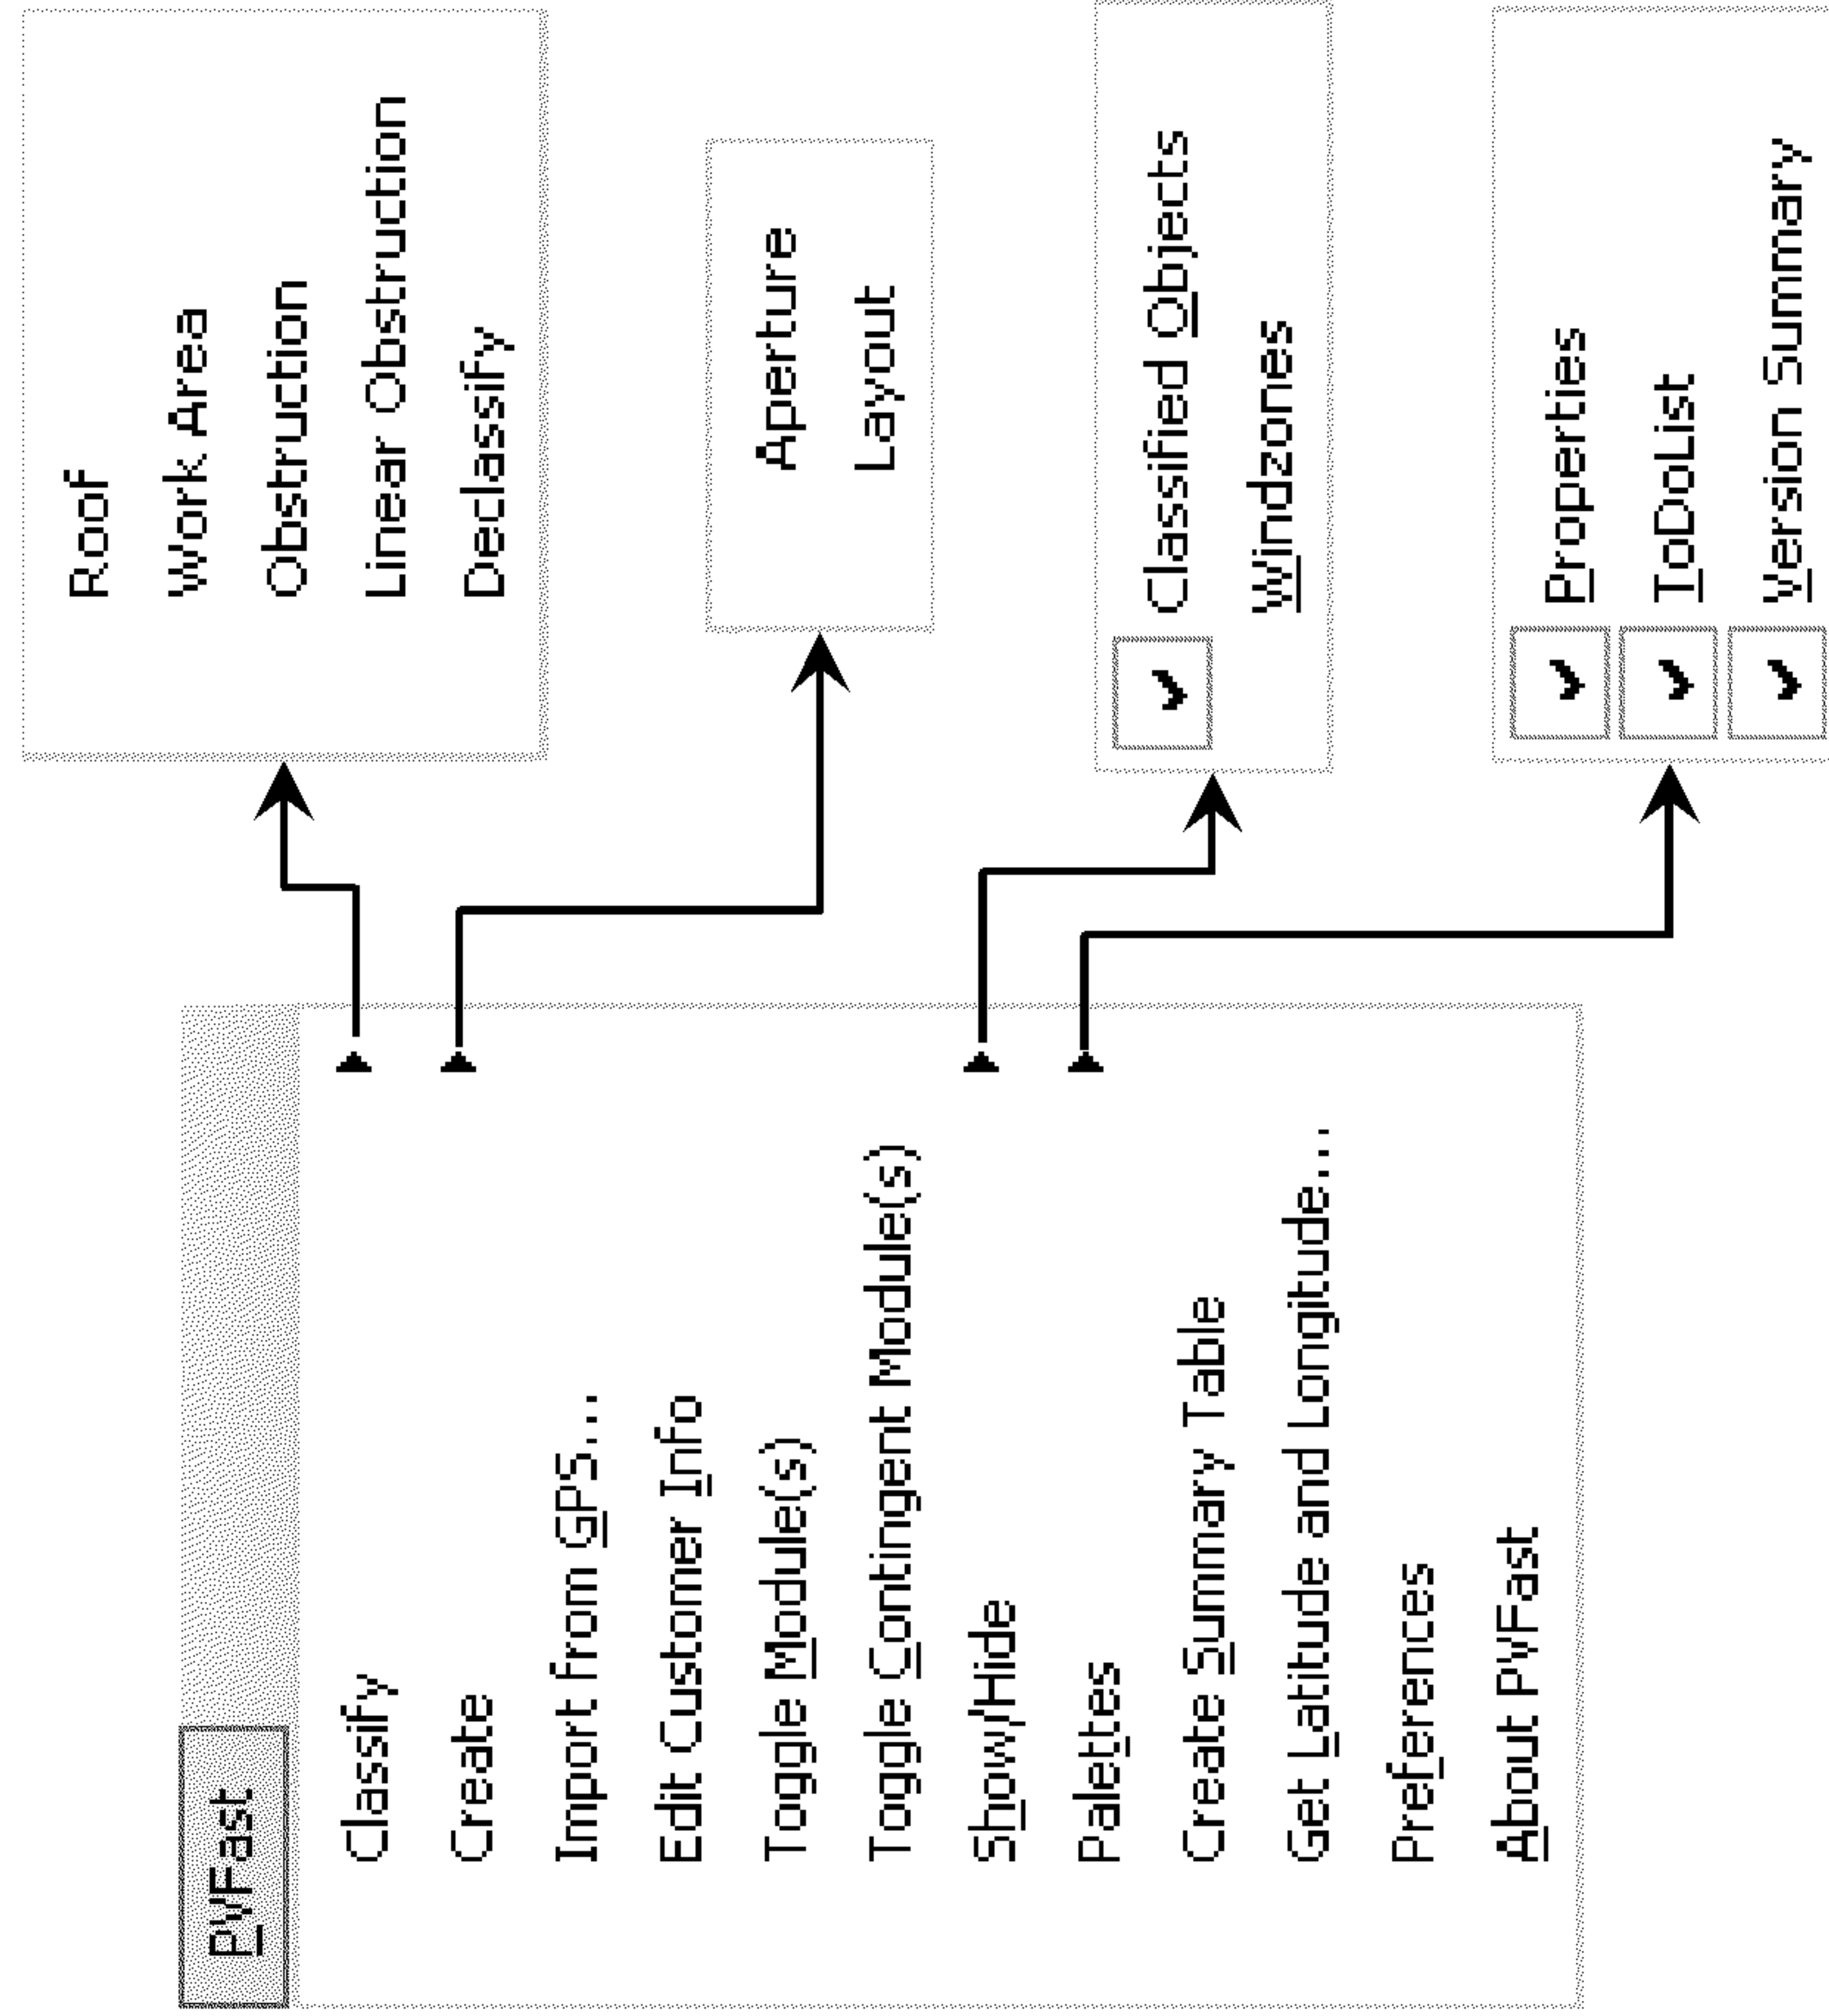 PVFast
Classify
Create
Import from GPS...
Edit Customer Info
Toggle Module(s)
Toggle Contingent Module(s)
Show/Hide
Palettes
Create Summary Table
Get Latitude and Longitude...
Preferences
About PVFast
Roof
Work Area
Obstruction
Linear Obstruction
Declassify
Aperture
Layout
Classified Objects
Windzones
Properties
ToDoList
Version Summary